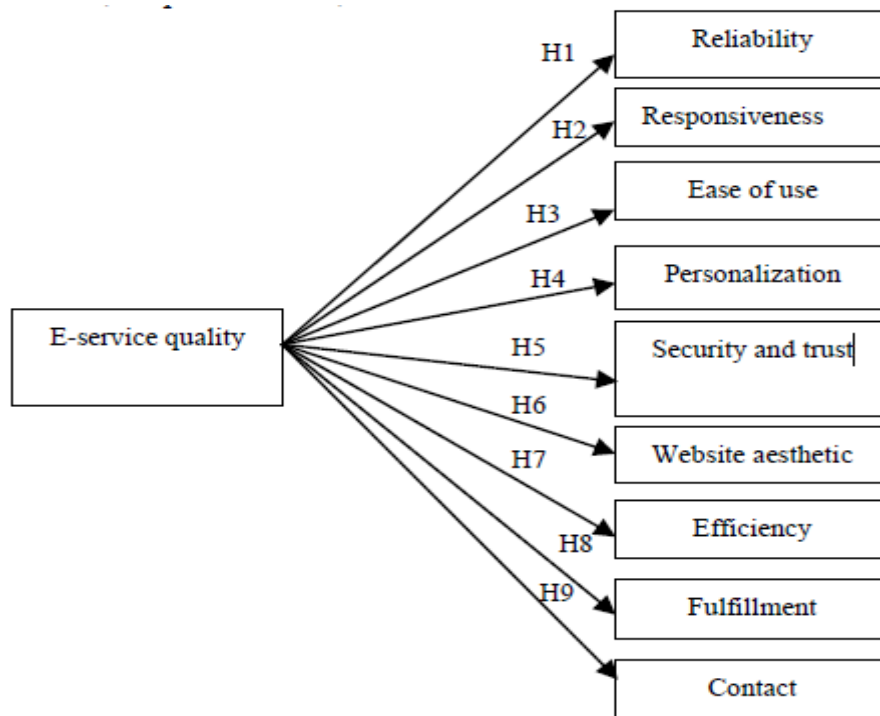 H1
Reliability
H2
Responsiveness
H3
Ease of use
H4
Personalization
E-service quality
H5
Security and trust
H6
Website aesthetic
H7
Efficiency
H8
Fulfillment
H9
Contact